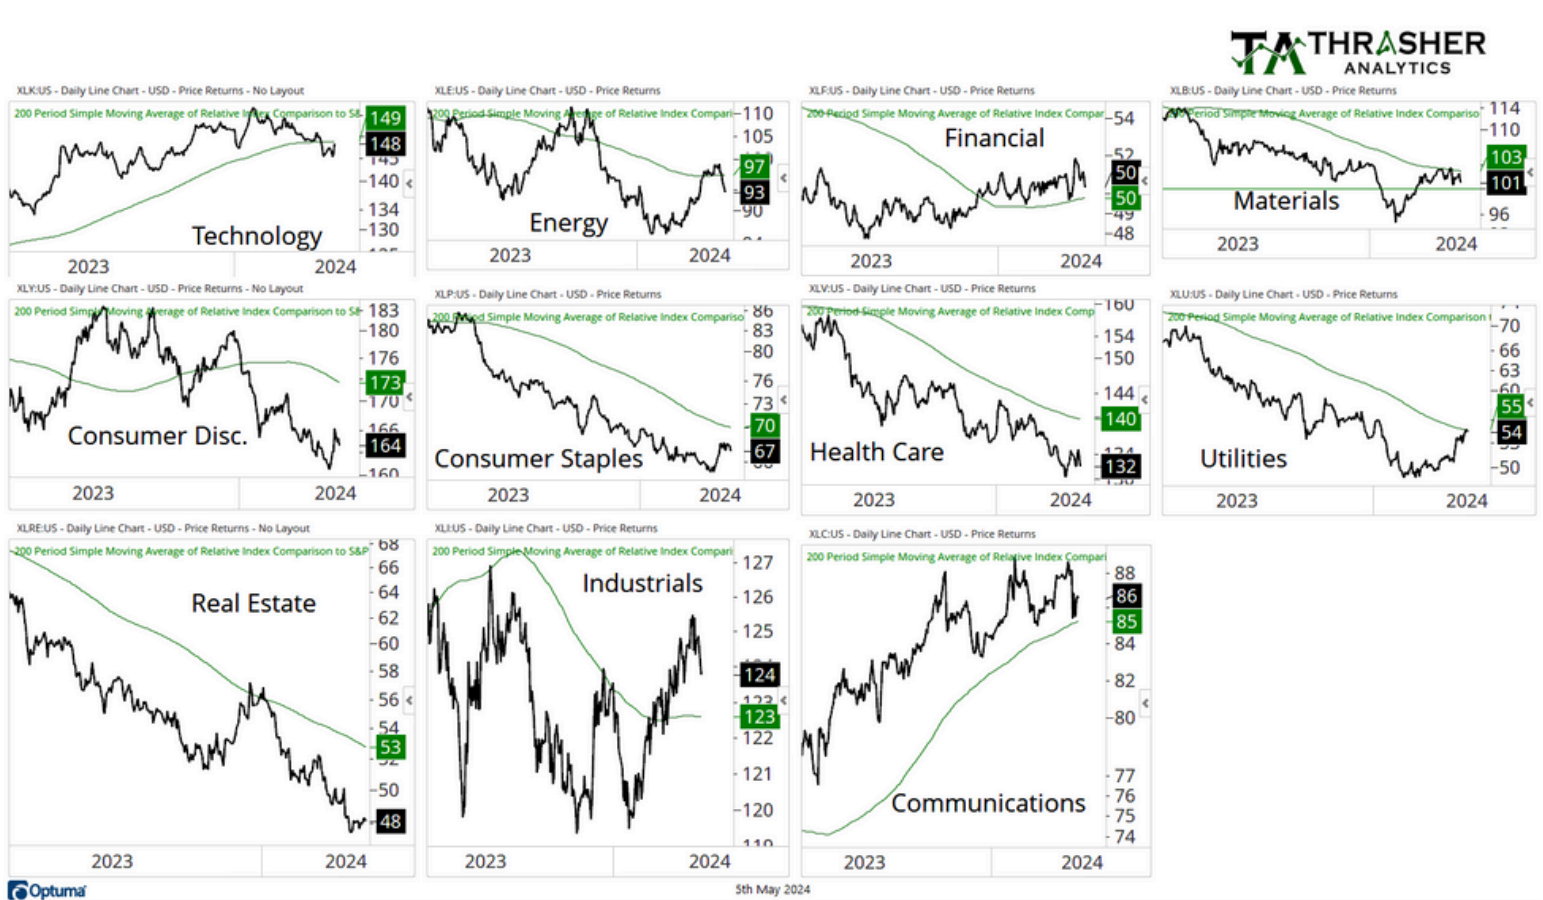 THRASHER
ANALYTICS
XLK:US - Daily Line Chart - USD - Price Returns - No Layout
200 Period Simple Moving Average of Relative Index Comparison to S&
149
148
145
140
134
130
Technology
2023
2024
XLE:US - Daily Line Chart - USD - Price Returns
200 Period Simple Moving Average of Relative Index Compari
110
105
97
93
90
Energy
2023
2024
XLF:US - Daily Line Chart - USD - Price Returns
200 Period Simple Moving Average of Relative Index Compar
54
Financial
52
50
50
49
48
2023
2024
XLB:US - Daily Line Chart - USD - Price Returns
200 Period Simple Moving Average of Relative Index Compariso
114
110
103
101
96
Materials
2023
2024
XLY:US - Daily Line Chart - USD - Price Returns - No Layout
200 Period Simple Moving Average of Relative Index Comparison to S
183
180
176
173
170
166
164
160
Consumer Disc.
2023
2024
XLP:US - Daily Line Chart - USD - Price Returns
200 Period Simple Moving Average of Relative Index Compariso
86
83
80
76
73
70
67
Consumer Staples
2023
2024
XLV:US - Daily Line Chart - USD - Price Returns
200 Period Simple Moving Average of Relative Index Comp
160
154
150
144
140
132
Health Care
2023
2024
XLU:US - Daily Line Chart - USD - Price Returns
200 Period Simple Moving Average of Relative Index Comparison
70
66
63
60
55
54
50
Utilities
2023
2024
XLRE:US - Daily Line Chart - USD - Price Returns - No Layout
200 Period Simple Moving Average of Relative Index Comparison to S&P
68
66
64
62
60
58
56
54
53
52
50
48
Real Estate
2023
2024
XLI:US - Daily Line Chart - USD - Price Returns
200 Period Simple Moving Average of Relative Index Compari
127
126
125
124
123
123
122
121
120
119
Industrials
2023
2024
XLC:US - Daily Line Chart - USD - Price Returns
200 Period Simple Moving Average of Relative Index Compari
88
86
85
84
82
80
77
76
75
74
Communications
2023
2024
Optuma
5th May 2024